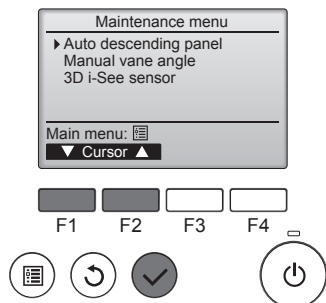 Maintenance menu
Auto descending panel
Manual vane angle
3D i-See sensor
Main menu:
▼ Cursor ▲
F1 F2 F3 F4